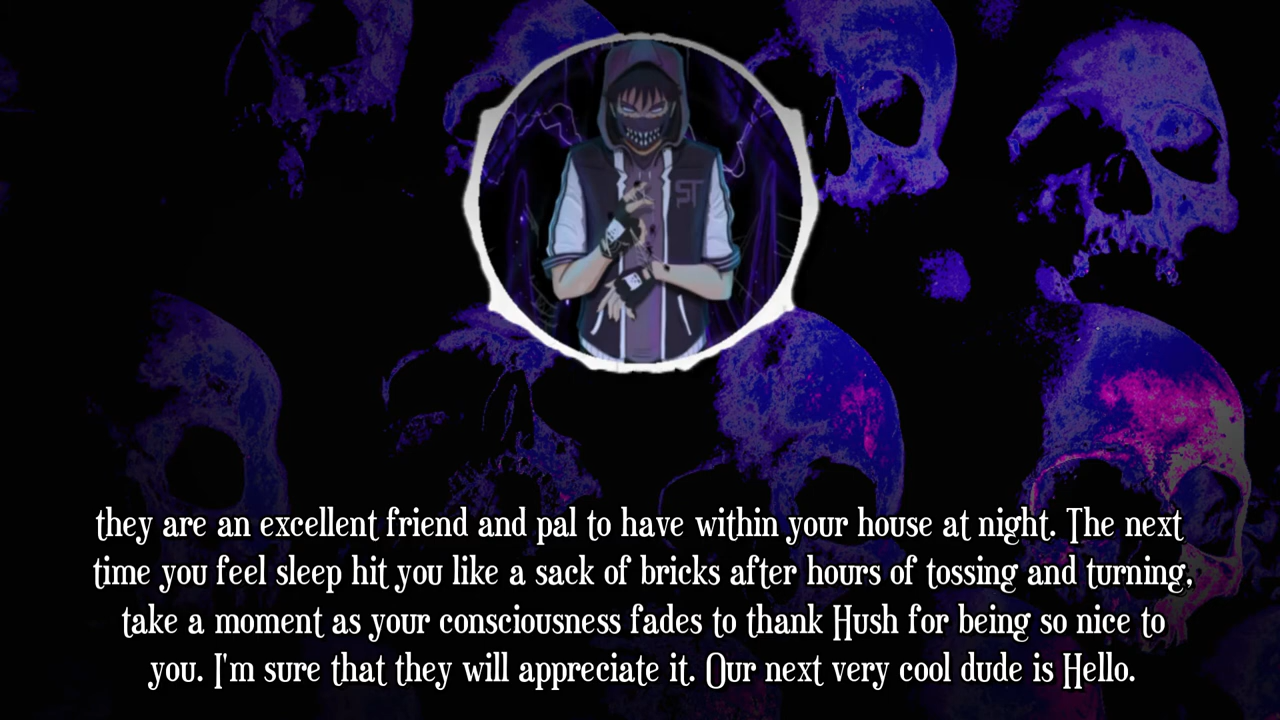 ST
they are an excellent friend and pal to have within your house at night. The next
time you feel sleep hit you like a sack of bricks after hours of tossing and turning,
take a moment as your consciousness fades to thank Hush for being so nice to
you. I'm sure that they will appreciate it. Our next very cool dude is Hello.